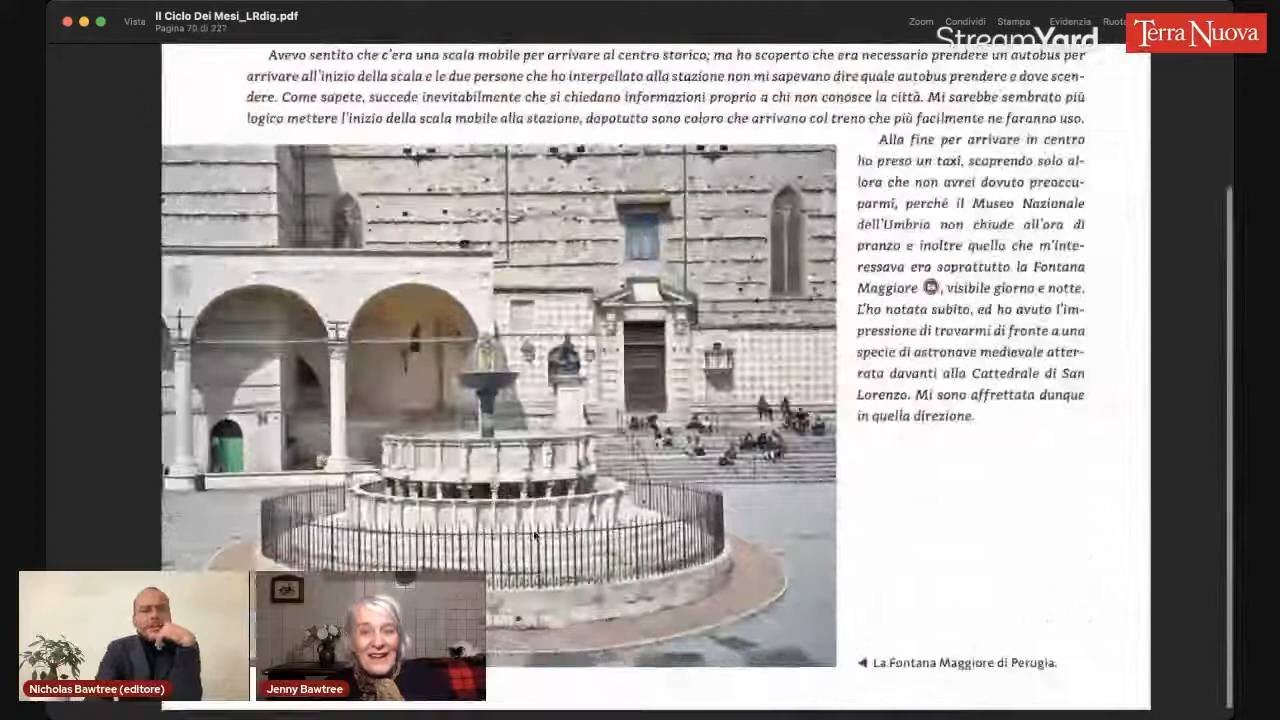 Vista
Il Ciclo Dei Mesi_LRdig.pdf
Pagina 70 di 327
Zoom Condividi Stampa Evidenzia Ruota
StreamYard
TERRA NUOVA
Avevo sentito che c'era una scala mobile per arrivare al centro storico; ma ho scoperto che era necessario prendere un autobus per
arrivare all'inizio della scala e le due persone che ho interpellato alla stazione non mi sapevano dire quale autobus prendere e dove scen-
dere. Come sapete, succede inevitabilmente che si chiedano informazioni proprio a chi non conosce la città. Mi sarebbe sembrato più
logico mettere l'inizio della scala mobile alla stazione, dopotutto sono coloro che arrivano col treno che più facilmente ne faranno uso.
Alla fine per arrivare in centro
ho preso un taxi, scoprendo solo al-
lora che non avrei dovuto preoccu-
parmi, perché il Museo Nazionale
dell'Umbria non chiude all'ora di
pranzo e inoltre quello che m'inte-
ressava era soprattutto la Fontana
Maggiore , visibile giorno e notte.
L'ho notata subito, ed ho avuto l'im-
pressione di trovarmi di fronte a una
specie di astronave medievale atter-
rata davanti alla Cattedrale di San
Lorenzo. Mi sono affrettata dunque
in quella direzione.
◄ La Fontana Maggiore di Perugia.
Nicholas Bawtree (editore)
Jenny Bawtree